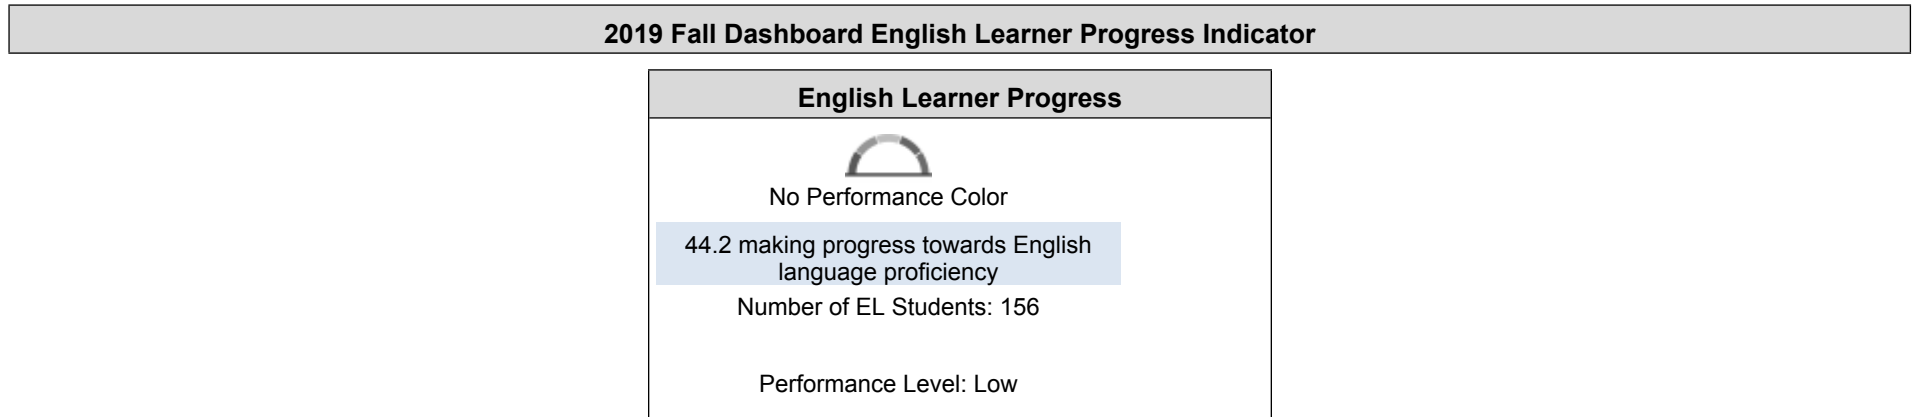 2019 Fall Dashboard English Learner Progress Indicator
English Learner Progress
No Performance Color
44.2 making progress towards English
language proficiency
Number of EL Students: 156
Performance Level: Low